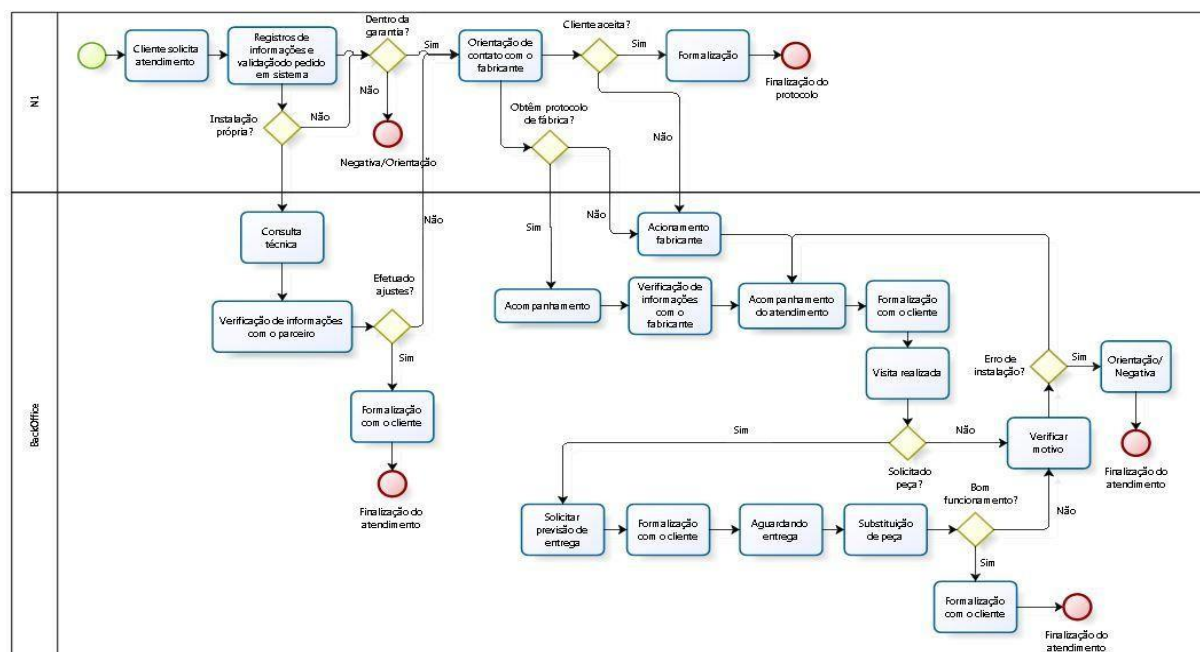 N1
Cliente solicita
atendimento
Registros de
informações e
validação do pedido
em sistema
Dentro da
garantia?
Sim
Não
Negativa/Orientação
Instalação
própria?
Não
Orientação de
contato com o
fabricante
Cliente aceita?
Sim
Formalização
Finalização do
protocolo
Não
Obtêm protocolo
de fábrica?
BackOffice
Consulta
técnica
Verificação de informações
com o parceiro
Efetuado
ajustes?
Não
Sim
Formalização
com o cliente
Finalização do
atendimento
Sim
Não
Acionamento
fabricante
Acompanhamento
Verificação de
informações
com o
fabricante
Acompanhamento
do atendimento
Formalização
com o cliente
Visita realizada
Solicitado
peça?
Sim
Não
Verificar
motivo
Erro de
instalação?
Sim
Orientação/
Negativa
Finalização do
atendimento
Solicitar
previsão de
entrega
Formalização
com o cliente
Aguardando
entrega
Substituição
de peça
Bom
funcionamento?
Não
Sim
Formalização
com o cliente
Finalização do
atendimento